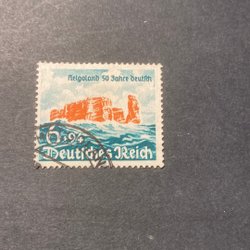 Helgoland 50 Jahre deutsch
6+94
Deutsches Reich